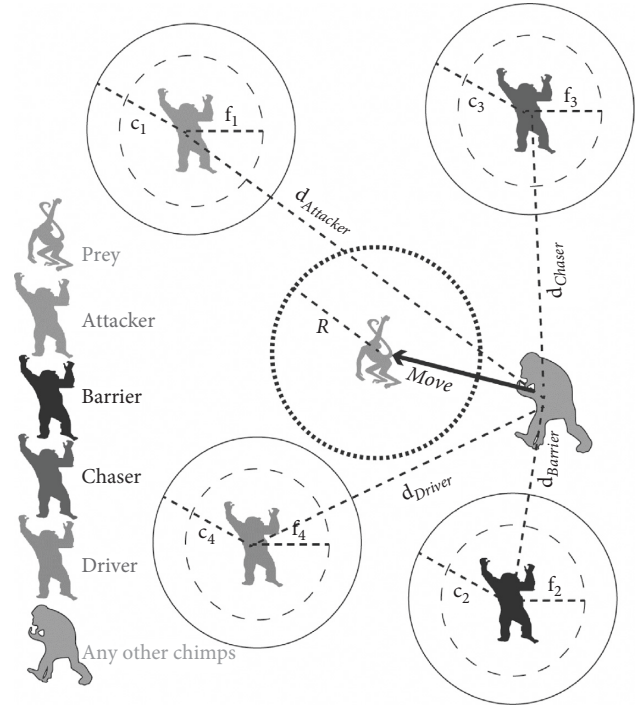 c1
f1
c3
f3
dAttacker
dChaser
Prey
Attacker
Barrier
Chaser
Driver
Any other chimps
R
Move
dBarrier
dDriver
c4
f4
c2
f2